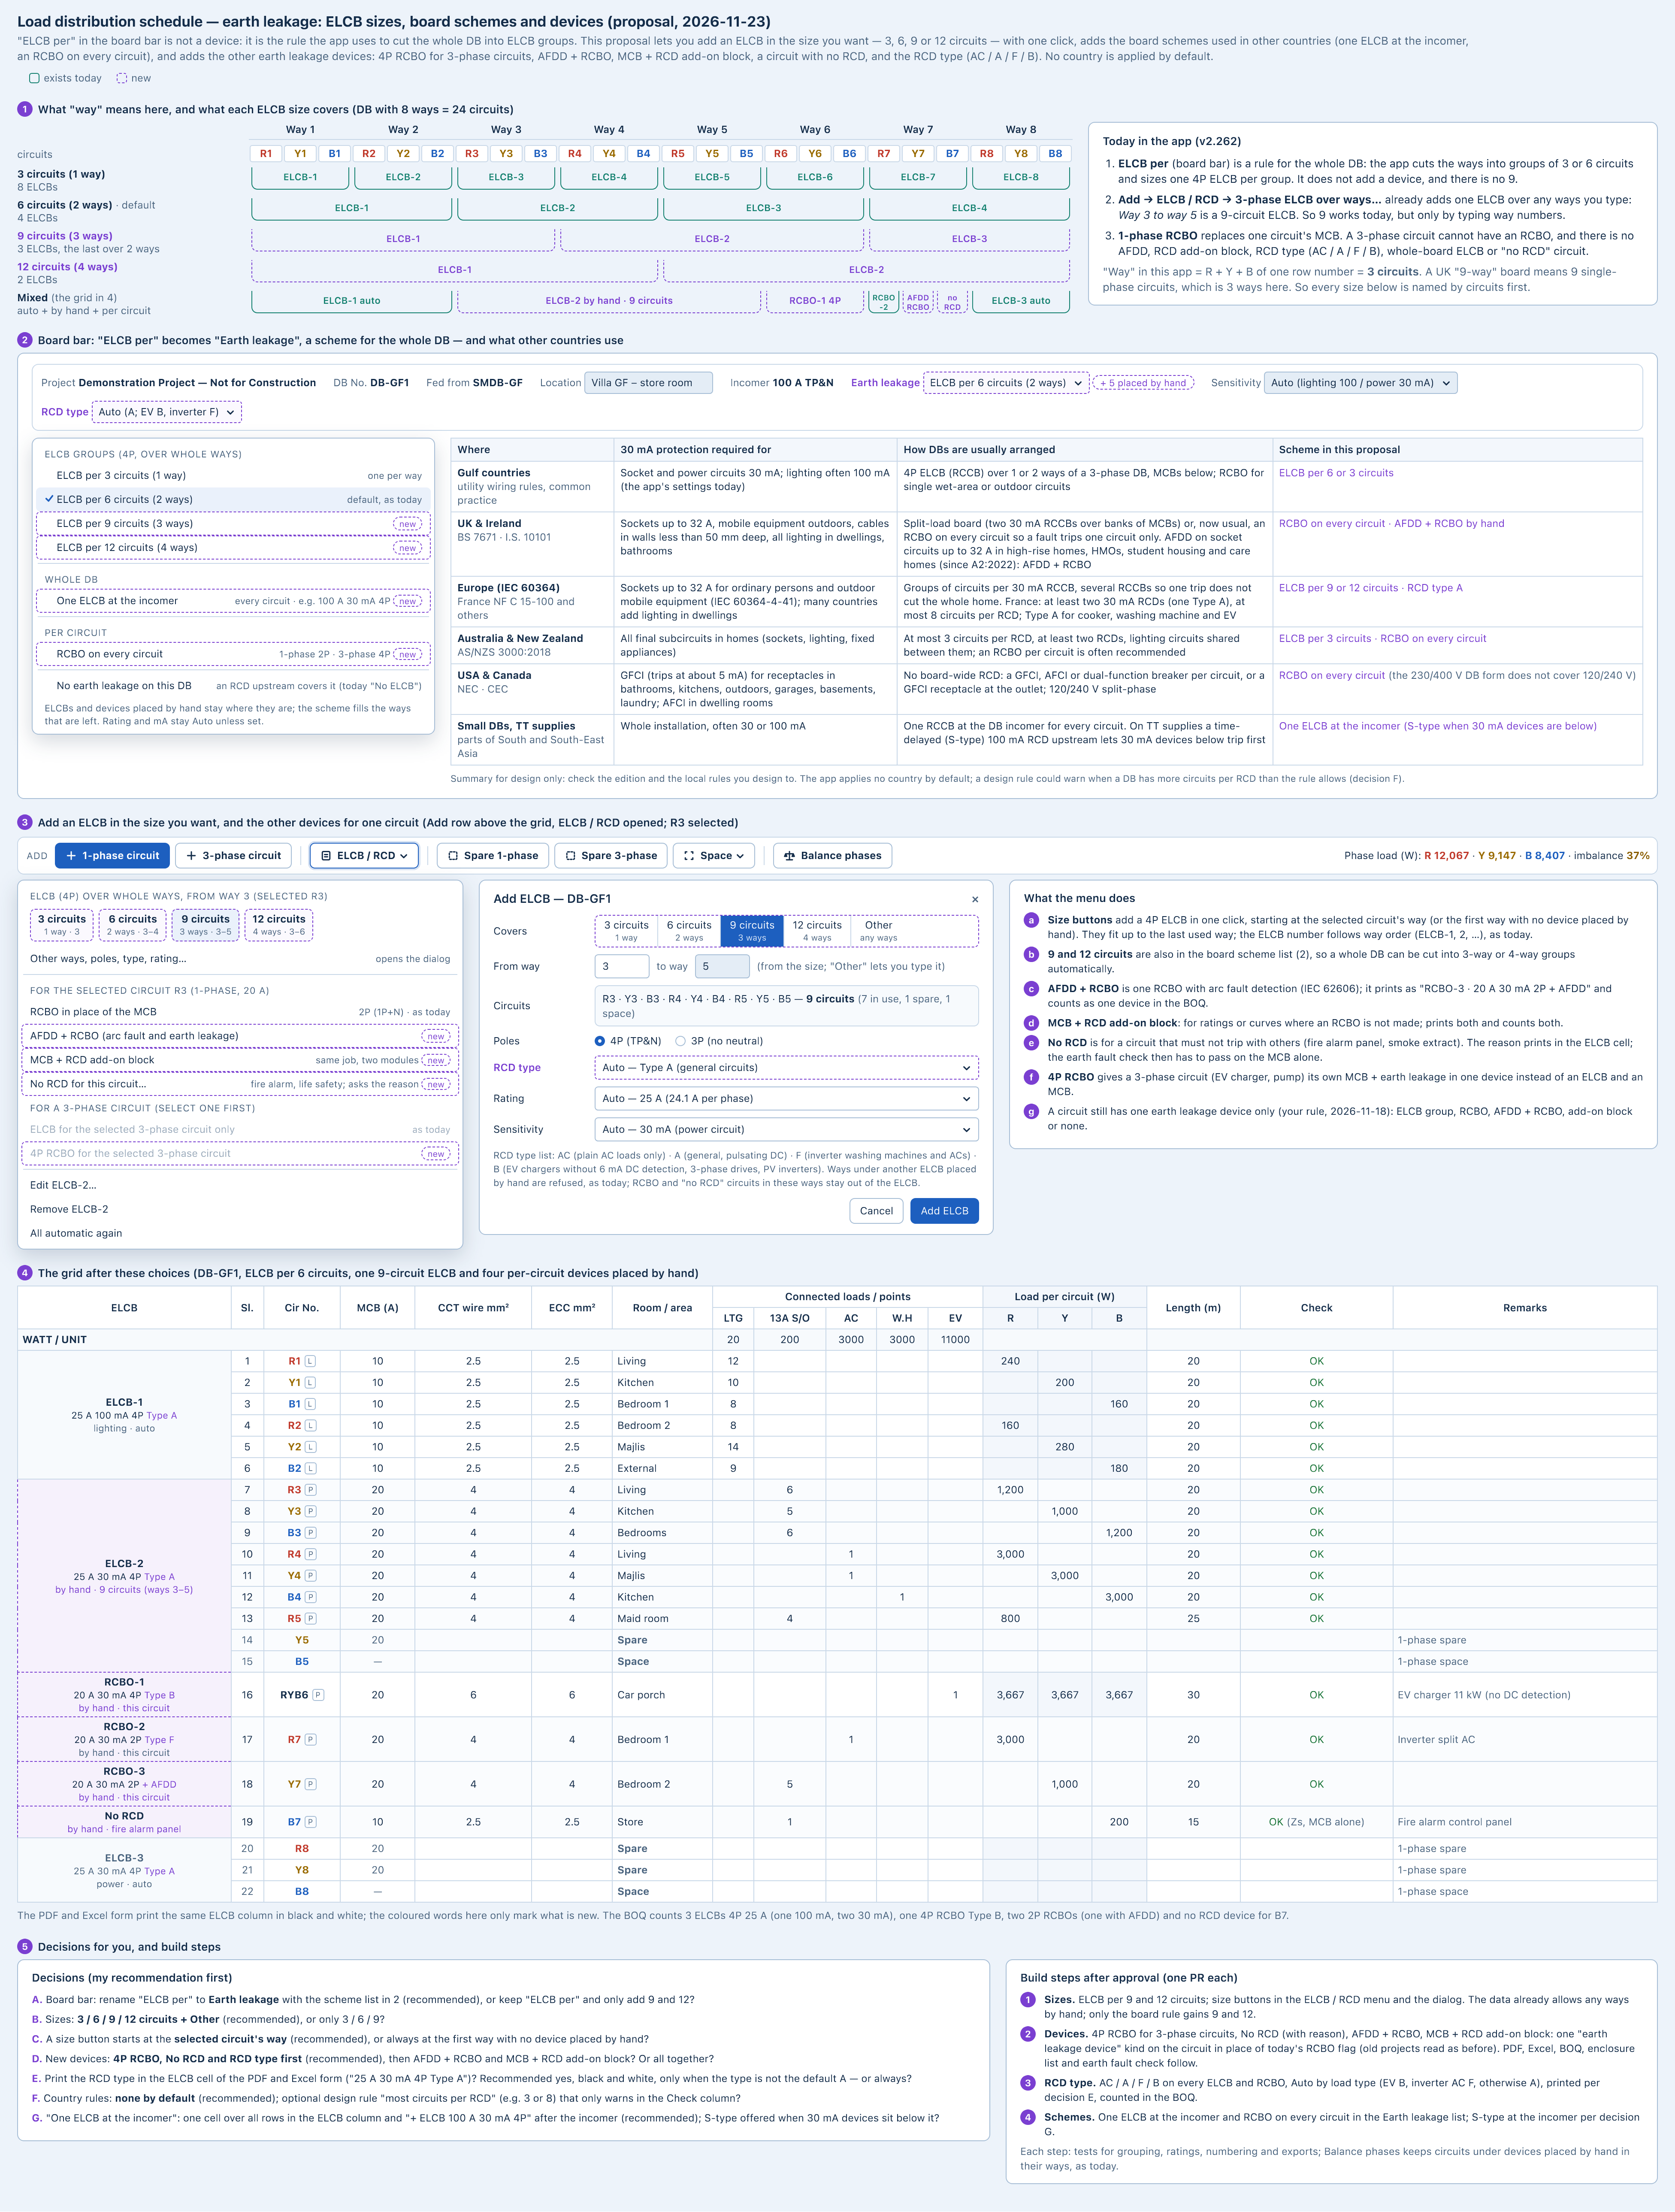 Load distribution schedule — earth leakage: ELCB sizes, board schemes and devices (proposal, 2026-11-23)
"ELCB per" in the board bar is not a device: it is the rule the app uses to cut the whole DB into ELCB groups. This proposal lets you add an ELCB in the size you want — 3, 6, 9 or 12 circuits — with one click, adds the board schemes used in other countries (one ELCB at the incomer,
an RCBO on every circuit), and adds the other earth leakage devices: 4P RCBO for 3-phase circuits, AFDD + RCBO, MCB + RCD add-on block, a circuit with no RCD, and the RCD type (AC / A / F / B). No country is applied by default.
exists today new
1 What "way" means here, and what each ELCB size covers (DB with 8 ways = 24 circuits)
Way 1 Way 2 Way 3 Way 4 Way 5 Way 6 Way 7 Way 8
circuits R1 Y1 B1 R2 Y2 B2 R3 Y3 B3 R4 Y4 B4 R5 Y5 B5 R6 Y6 B6 R7 Y7 B7 R8 Y8 B8
3 circuits (1 way)
8 ELCBs
ELCB-1 ELCB-2 ELCB-3 ELCB-4 ELCB-5 ELCB-6 ELCB-7 ELCB-8
6 circuits (2 ways) · default
4 ELCBs
ELCB-1 ELCB-2 ELCB-3 ELCB-4
9 circuits (3 ways)
3 ELCBs, the last over 2 ways
ELCB-1 ELCB-2 ELCB-3
12 circuits (4 ways)
2 ELCBs
ELCB-1 ELCB-2
Mixed (the grid in 4)
auto + by hand + per circuit
ELCB-1 auto ELCB-2 by hand · 9 circuits RCBO-1 4P RCBO -2 AFDD RCBO no RCD ELCB-3 auto
Today in the app (v2.262)
1. ELCB per (board bar) is a rule for the whole DB: the app cuts the ways into groups of 3 or 6 circuits
and sizes one 4P ELCB per group. It does not add a device, and there is no 9.
2. Add → ELCB / RCD → 3-phase ELCB over ways... already adds one ELCB over any ways you type:
Way 3 to way 5 is a 9-circuit ELCB. So 9 works today, but only by typing way numbers.
3. 1-phase RCBO replaces one circuit's MCB. A 3-phase circuit cannot have an RCBO, and there is no
AFDD, RCD add-on block, RCD type (AC / A / F / B), whole-board ELCB or "no RCD" circuit.
"Way" in this app = R + Y + B of one row number = 3 circuits. A UK "9-way" board means 9 single-
phase circuits, which is 3 ways here. So every size below is named by circuits first.
2 Board bar: "ELCB per" becomes "Earth leakage", a scheme for the whole DB — and what other countries use
Project Demonstration Project — Not for Construction DB No. DB-GF1 Fed from SMDB-GF Location Villa GF – store room Incomer 100 A TP&N Earth leakage ELCB per 6 circuits (2 ways) + 5 placed by hand Sensitivity Auto (lighting 100 / power 30 mA)
RCD type Auto (A; EV B, inverter F)
ELCB GROUPS (4P, OVER WHOLE WAYS)
ELCB per 3 circuits (1 way) one per way
ELCB per 6 circuits (2 ways) default, as today
ELCB per 9 circuits (3 ways) new
ELCB per 12 circuits (4 ways) new
WHOLE DB
One ELCB at the incomer every circuit · e.g. 100 A 30 mA 4P new
PER CIRCUIT
RCBO on every circuit 1-phase 2P · 3-phase 4P new
No earth leakage on this DB an RCD upstream covers it (today "No ELCB")
ELCBs and devices placed by hand stay where they are; the scheme fills the ways
that are left. Rating and mA stay Auto unless set.
Where 30 mA protection required for How DBs are usually arranged Scheme in this proposal
Gulf countries
utility wiring rules, common
practice
Socket and power circuits 30 mA; lighting often 100 mA
(the app's settings today)
4P ELCB (RCCB) over 1 or 2 ways of a 3-phase DB, MCBs below; RCBO for
single wet-area or outdoor circuits
ELCB per 6 or 3 circuits
UK & Ireland
BS 7671 · I.S. 10101
Sockets up to 32 A, mobile equipment outdoors, cables
in walls less than 50 mm deep, all lighting in dwellings,
bathrooms
Split-load board (two 30 mA RCCBs over banks of MCBs) or, now usual, an
RCBO on every circuit so a fault trips one circuit only. AFDD on socket
circuits up to 32 A in high-rise homes, HMOs, student housing and care
homes (since A2:2022): AFDD + RCBO
RCBO on every circuit · AFDD + RCBO by hand
Europe (IEC 60364)
France NF C 15-100 and
others
Sockets up to 32 A for ordinary persons and outdoor
mobile equipment (IEC 60364-4-41); many countries
add lighting in dwellings
Groups of circuits per 30 mA RCCB, several RCCBs so one trip does not
cut the whole home. France: at least two 30 mA RCDs (one Type A), at
most 8 circuits per RCD; Type A for cooker, washing machine and EV
ELCB per 9 or 12 circuits · RCD type A
Australia & New Zealand
AS/NZS 3000:2018
All final subcircuits in homes (sockets, lighting, fixed
appliances)
At most 3 circuits per RCD, at least two RCDs, lighting circuits shared
between them; an RCBO per circuit is often recommended
ELCB per 3 circuits · RCBO on every circuit
USA & Canada
NEC · CEC
GFCI (trips at about 5 mA) for receptacles in
bathrooms, kitchens, outdoors, garages, basements,
laundry; AFCI in dwelling rooms
No board-wide RCD: a GFCI, AFCI or dual-function breaker per circuit, or a
GFCI receptacle at the outlet; 120/240 V split-phase
RCBO on every circuit (the 230/400 V DB form does not cover 120/240 V)
Small DBs, TT supplies
parts of South and South-East
Asia
Whole installation, often 30 or 100 mA
One RCCB at the DB incomer for every circuit. On TT supplies a time-
delayed (S-type) 100 mA RCD upstream lets 30 mA devices below trip first
One ELCB at the incomer (S-type when 30 mA devices are below)
Summary for design only: check the edition and the local rules you design to. The app applies no country by default; a design rule could warn when a DB has more circuits per RCD than the rule allows (decision F).
3 Add an ELCB in the size you want, and the other devices for one circuit (Add row above the grid, ELCB / RCD opened; R3 selected)
ADD 1-phase circuit 3-phase circuit ELCB / RCD Spare 1-phase Spare 3-phase Space Balance phases Phase load (W): R 12,067 · Y 9,147 · B 8,407 · imbalance 37%
ELCB (4P) OVER WHOLE WAYS, FROM WAY 3 (SELECTED R3)
3 circuits 6 circuits 9 circuits 12 circuits
1 way · 3 2 ways · 3–4 3 ways · 3–5 4 ways · 3–6
Other ways, poles, type, rating... opens the dialog
FOR THE SELECTED CIRCUIT R3 (1-PHASE, 20 A)
RCBO in place of the MCB 2P (1P+N) · as today
AFDD + RCBO (arc fault and earth leakage) new
MCB + RCD add-on block same job, two modules new
No RCD for this circuit... fire alarm, life safety; asks the reason new
FOR A 3-PHASE CIRCUIT (SELECT ONE FIRST)
ELCB for the selected 3-phase circuit only as today
4P RCBO for the selected 3-phase circuit new
Edit ELCB-2...
Remove ELCB-2
All automatic again
Add ELCB — DB-GF1 ×
Covers 3 circuits 6 circuits 9 circuits 12 circuits Other
1 way 2 ways 3 ways 4 ways any ways
From way 3 to way 5 (from the size; "Other" lets you type it)
Circuits R3 · Y3 · B3 · R4 · Y4 · B4 · R5 · Y5 · B5 — 9 circuits (7 in use, 1 spare, 1
space)
Poles 4P (TP&N) 3P (no neutral)
RCD type Auto — Type A (general circuits)
Rating Auto — 25 A (24.1 A per phase)
Sensitivity Auto — 30 mA (power circuit)
RCD type list: AC (plain AC loads only) · A (general, pulsating DC) · F (inverter washing machines and ACs) ·
B (EV chargers without 6 mA DC detection, 3-phase drives, PV inverters). Ways under another ELCB placed
by hand are refused, as today; RCBO and "no RCD" circuits in these ways stay out of the ELCB.
Cancel Add ELCB
What the menu does
a Size buttons add a 4P ELCB in one click, starting at the selected circuit's way (or the first way with no device placed by
hand). They fit up to the last used way; the ELCB number follows way order (ELCB-1, 2, ...), as today.
b 9 and 12 circuits are also in the board scheme list (2), so a whole DB can be cut into 3-way or 4-way groups
automatically.
c AFDD + RCBO is one RCBO with arc fault detection (IEC 62606); it prints as "RCBO-3 · 20 A 30 mA 2P + AFDD" and
counts as one device in the BOQ.
d MCB + RCD add-on block: for ratings or curves where an RCBO is not made; prints both and counts both.
e No RCD is for a circuit that must not trip with others (fire alarm panel, smoke extract). The reason prints in the ELCB cell;
the earth fault check then has to pass on the MCB alone.
f 4P RCBO gives a 3-phase circuit (EV charger, pump) its own MCB + earth leakage in one device instead of an ELCB and an
MCB.
g A circuit still has one earth leakage device only (your rule, 2026-11-18): ELCB group, RCBO, AFDD + RCBO, add-on block
or none.
4 The grid after these choices (DB-GF1, ELCB per 6 circuits, one 9-circuit ELCB and four per-circuit devices placed by hand)
ELCB Sl. Cir No. MCB (A) CCT wire mm² ECC mm² Room / area Connected loads / points Load per circuit (W) Length (m) Check Remarks
LTG 13A S/O AC W.H EV R Y B
WATT / UNIT 20 200 3000 3000 11000
ELCB-1
25 A 100 mA 4P Type A
lighting · auto
1 R1 L 10 2.5 2.5 Living 12 240 20 OK
2 Y1 L 10 2.5 2.5 Kitchen 10 200 20 OK
3 B1 L 10 2.5 2.5 Bedroom 1 8 160 20 OK
4 R2 L 10 2.5 2.5 Bedroom 2 8 160 20 OK
5 Y2 L 10 2.5 2.5 Majlis 14 280 20 OK
6 B2 L 10 2.5 2.5 External 9 180 20 OK
ELCB-2
25 A 30 mA 4P Type A
by hand · 9 circuits (ways 3–5)
7 R3 P 20 4 4 Living 6 1,200 20 OK
8 Y3 P 20 4 4 Kitchen 5 1,000 20 OK
9 B3 P 20 4 4 Bedrooms 6 1,200 20 OK
10 R4 P 20 4 4 Living 1 3,000 20 OK
11 Y4 P 20 4 4 Majlis 1 3,000 20 OK
12 B4 P 20 4 4 Kitchen 1 3,000 20 OK
13 R5 P 20 4 4 Maid room 4 800 25 OK
14 Y5 20 Spare 1-phase spare
15 B5 — Space 1-phase space
RCBO-1
20 A 30 mA 4P Type B
by hand · this circuit
16 RYB6 P 20 6 6 Car porch 1 3,667 3,667 3,667 30 OK EV charger 11 kW (no DC detection)
RCBO-2
20 A 30 mA 2P Type F
by hand · this circuit
17 R7 P 20 4 4 Bedroom 1 1 3,000 20 OK Inverter split AC
RCBO-3
20 A 30 mA 2P + AFDD
by hand · this circuit
18 Y7 P 20 4 4 Bedroom 2 5 1,000 20 OK
No RCD
by hand · fire alarm panel
19 B7 P 10 2.5 2.5 Store 1 200 15 OK (Zs, MCB alone) Fire alarm control panel
ELCB-3
25 A 30 mA 4P Type A
power · auto
20 R8 20 Spare 1-phase spare
21 Y8 20 Spare 1-phase spare
22 B8 — Space 1-phase space
The PDF and Excel form print the same ELCB column in black and white; the coloured words here only mark what is new. The BOQ counts 3 ELCBs 4P 25 A (one 100 mA, two 30 mA), one 4P RCBO Type B, two 2P RCBOs (one with AFDD) and no RCD device for B7.
5 Decisions for you, and build steps
Decisions (my recommendation first)
A. Board bar: rename "ELCB per" to Earth leakage with the scheme list in 2 (recommended), or keep "ELCB per" and only add 9 and 12?
B. Sizes: 3 / 6 / 9 / 12 circuits + Other (recommended), or only 3 / 6 / 9?
C. A size button starts at the selected circuit's way (recommended), or always at the first way with no device placed by hand?
D. New devices: 4P RCBO, No RCD and RCD type first (recommended), then AFDD + RCBO and MCB + RCD add-on block? Or all together?
E. Print the RCD type in the ELCB cell of the PDF and Excel form ("25 A 30 mA 4P Type A")? Recommended yes, black and white, only when the type is not the default A — or always?
F. Country rules: none by default (recommended); optional design rule "most circuits per RCD" (e.g. 3 or 8) that only warns in the Check column?
G. "One ELCB at the incomer": one cell over all rows in the ELCB column and "+ ELCB 100 A 30 mA 4P" after the incomer (recommended); S-type offered when 30 mA devices sit below it?
Build steps after approval (one PR each)
1 Sizes. ELCB per 9 and 12 circuits; size buttons in the ELCB / RCD menu and the dialog. The data already allows any ways
by hand; only the board rule gains 9 and 12.
2 Devices. 4P RCBO for 3-phase circuits, No RCD (with reason), AFDD + RCBO, MCB + RCD add-on block: one "earth
leakage device" kind on the circuit in place of today's RCBO flag (old projects read as before). PDF, Excel, BOQ, enclosure
list and earth fault check follow.
3 RCD type. AC / A / F / B on every ELCB and RCBO, Auto by load type (EV B, inverter AC F, otherwise A), printed per
decision E, counted in the BOQ.
4 Schemes. One ELCB at the incomer and RCBO on every circuit in the Earth leakage list; S-type at the incomer per decision
G.
Each step: tests for grouping, ratings, numbering and exports; Balance phases keeps circuits under devices placed by hand in
their ways, as today.